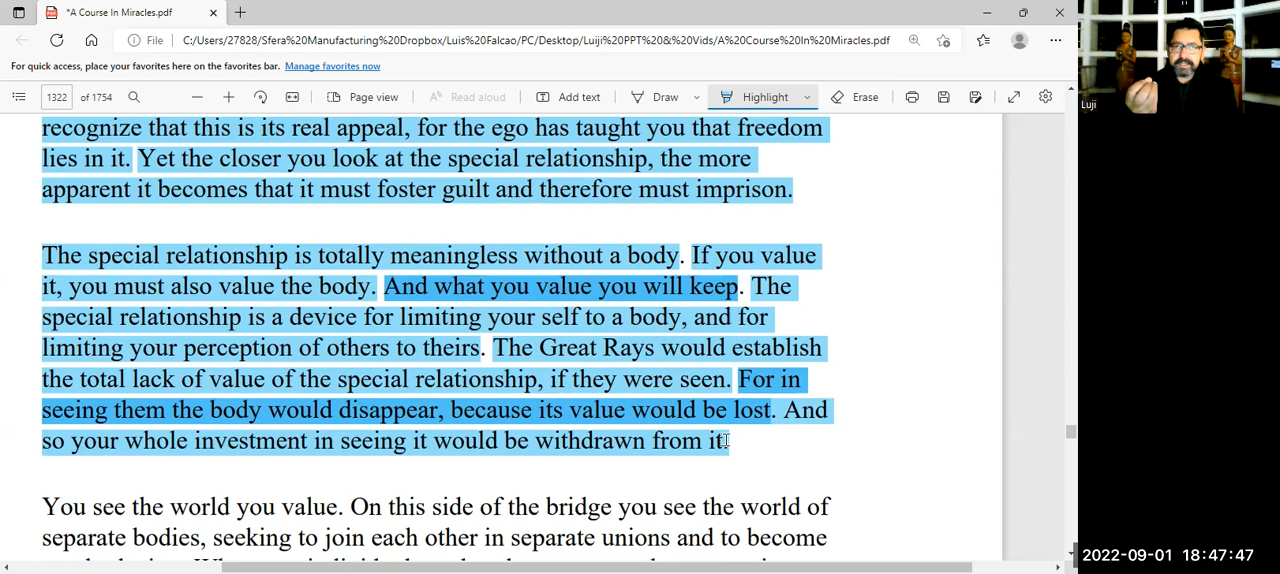 *A Course In Miracles.pdf
File
C:/Users/27828/Sfera%20Manufacturing%20Dropbox/Luis%20Falcao/PC/Desktop/Luiji%20PPT%20&%20Vids/A%20Course%20In%20Miracles.pdf
For quick access, place your favorites here on the favorites bar. Manage favorites now
1322 of 1754 Page view Read aloud Add text Draw Highlight Erase
recognize that this is its real appeal, for the ego has taught you that freedom
lies in it. Yet the closer you look at the special relationship, the more
apparent it becomes that it must foster guilt and therefore must imprison.
The special relationship is totally meaningless without a body. If you value
it, you must also value the body. And what you value you will keep. The
special relationship is a device for limiting your self to a body, and for
limiting your perception of others to theirs. The Great Rays would establish
the total lack of value of the special relationship, if they were seen. For in
seeing them the body would disappear, because its value would be lost. And
so your whole investment in seeing it would be withdrawn from it.
You see the world you value. On this side of the bridge you see the world of
separate bodies, seeking to join each other in separate unions and to become
Luji
2022-09-01 18:47:47